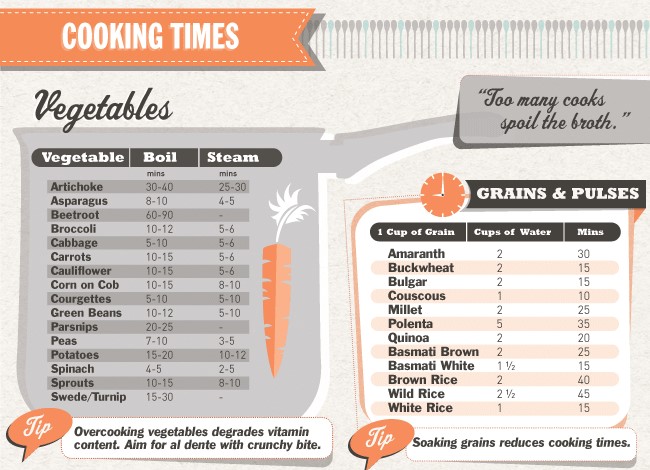 COOKING TIMES
Vegetables
"Too many cooks
spoil the broth."
Vegetable Boil Steam
mins mins
Artichoke 30-40 25-30
Asparagus 8-10 4-5
Beetroot 60-90 -
Broccoli 10-12 5-6
Cabbage 5-10 5-6
Carrots 10-15 5-6
Cauliflower 10-15 5-6
Corn on Cob 10-15 8-10
Courgettes 5-10 5-10
Green Beans 10-12 5-10
Parsnips 20-25 -
Peas 7-10 3-5
Potatoes 15-20 10-12
Spinach 4-5 2-5
Sprouts 10-15 8-10
Swede/Turnip 15-30 -
Tip
Overcooking vegetables degrades vitamin
content. Aim for al dente with crunchy bite.
GRAINS & PULSES
1 Cup of Grain Cups of Water Mins
Amaranth 2 30
Buckwheat 2 15
Bulgar 2 15
Couscous 1 10
Millet 2 25
Polenta 5 35
Quinoa 2 20
Basmati Brown 2 25
Basmati White 1 ½ 15
Brown Rice 2 40
Wild Rice 2 ½ 45
White Rice 1 15
Tip
Soaking grains reduces cooking times.